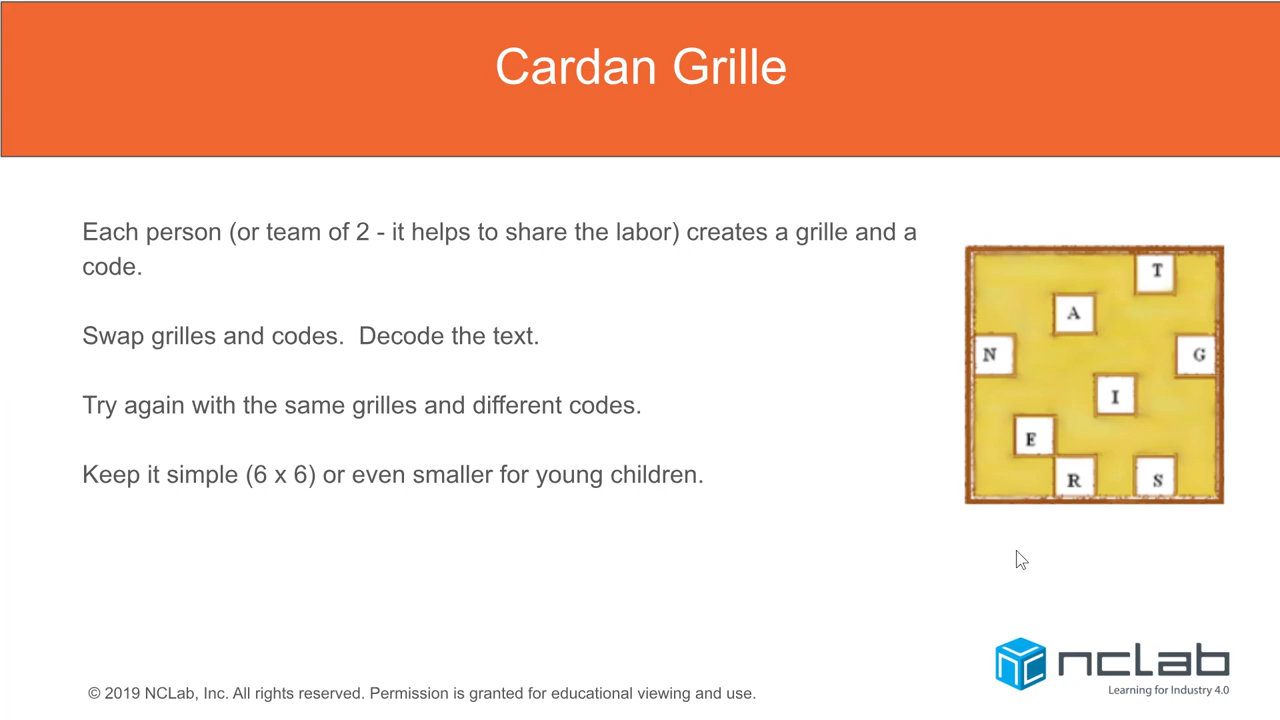 Cardan Grille
Each person (or team of 2 - it helps to share the labor) creates a grille and a
code.
Swap grilles and codes.  Decode the text.
Try again with the same grilles and different codes.
Keep it simple (6 x 6) or even smaller for young children.
T
A
N G
I
E
R S
nclab
Learning for Industry 4.0
© 2019 NCLab, Inc. All rights reserved. Permission is granted for educational viewing and use.